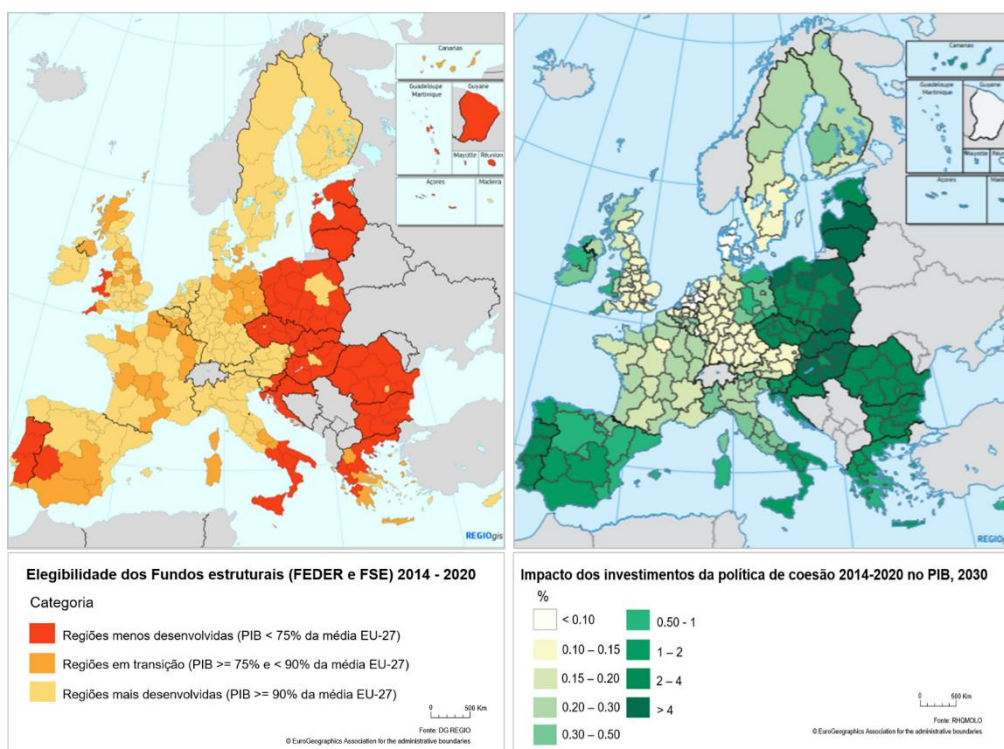 Canarias
Guadeloupe
Martinique
Guyane
Mayotte
Réunion
Açores
Madeira
REGIOgis
Elegibilidade dos Fundos estruturais (FEDER e FSE) 2014 - 2020
Categoria
Regiões menos desenvolvidas (PIB < 75% da média EU-27)
Regiões em transição (PIB >= 75% e < 90% da média EU-27)
Regiões mais desenvolvidas (PIB >= 90% da média EU-27)
0 500 Km
Fonte: DG REGIO
© EuroGeographics Association for the administrative boundaries
Canarias
Guadeloupe
Martinique
Guyane
Mayotte
Açores
REGIOgi
Impacto dos investimentos da política de coesão 2014-2020 no PIB, 2030
%
< 0.10
0.10 – 0.15
0.15 – 0.20
0.20 – 0.30
0.30 – 0.50
0.50 - 1
1 – 2
2 – 4
> 4
0 500 Km
Fonte: RHQMOLO
© EuroGeographics Association for the administrative boundaries